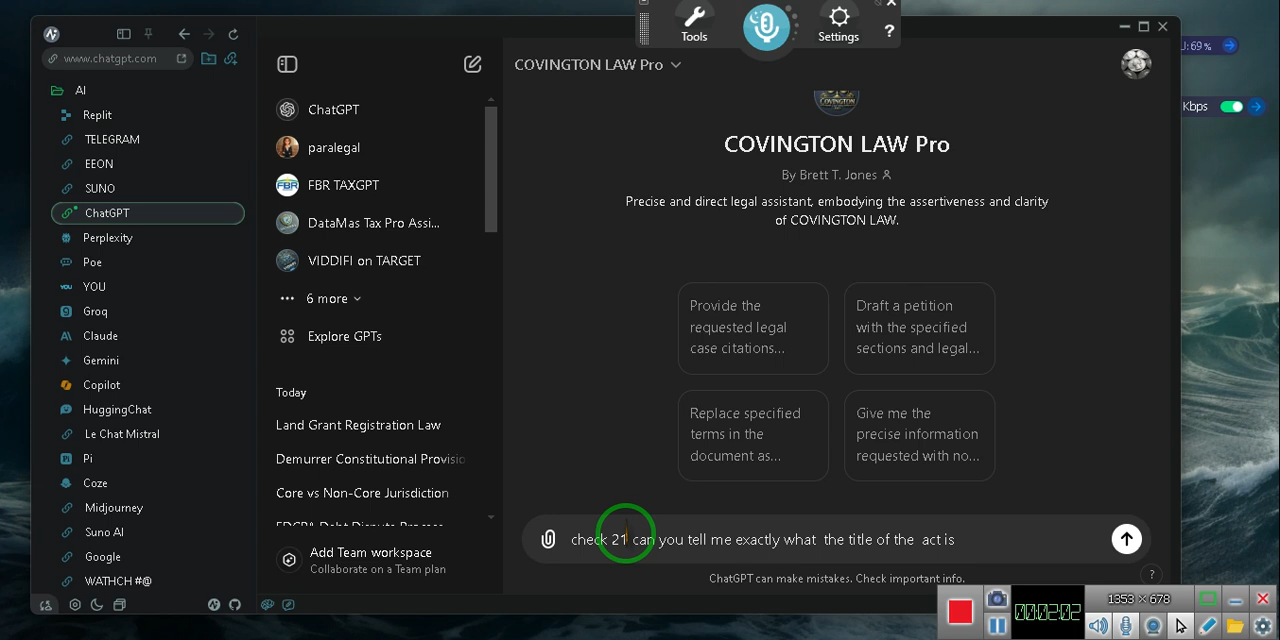 Tools
Settings
?
www.chatgpt.com
AI
Replit
TELEGRAM
EEON
SUNO
ChatGPT
Perplexity
Poe
YOU
YOU
Groq
Claude
Gemini
Copilot
HuggingChat
Le Chat Mistral
Pi
Coze
Midjourney
Suno AI
Google
WATHCH #@
ChatGPT
paralegal
FBR
FBR TAXGPT
DataMas Tax Pro Assi...
VIDDIFI on TARGET
6 more
Explore GPTs
Today
Land Grant Registration Law
Demurrer Constitutional Provisio
Core vs Non-Core Jurisdiction
Add Team workspace
Collaborate on a Team plan
COVINGTON LAW Pro
COVINGTON
COVINGTON LAW Pro
By Brett T. Jones
Precise and direct legal assistant, embodying the assertiveness and clarity
of COVINGTON LAW.
Provide the
requested legal
case citations...
Draft a petition
with the specified
sections and legal...
Replace specified
terms in the
document as...
Give me the
precise information
requested with no...
check 21 can you tell me exactly what the title of the act is
ChatGPT can make mistakes. Check important info.
?
J: 69 %
Kbps
00:02:02
1353 × 678